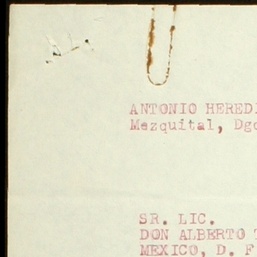 ANTONIO HEREDI
Mezquital, Dgo
SR. LIC.
DON ALBERTO T
MEXICO, D. F